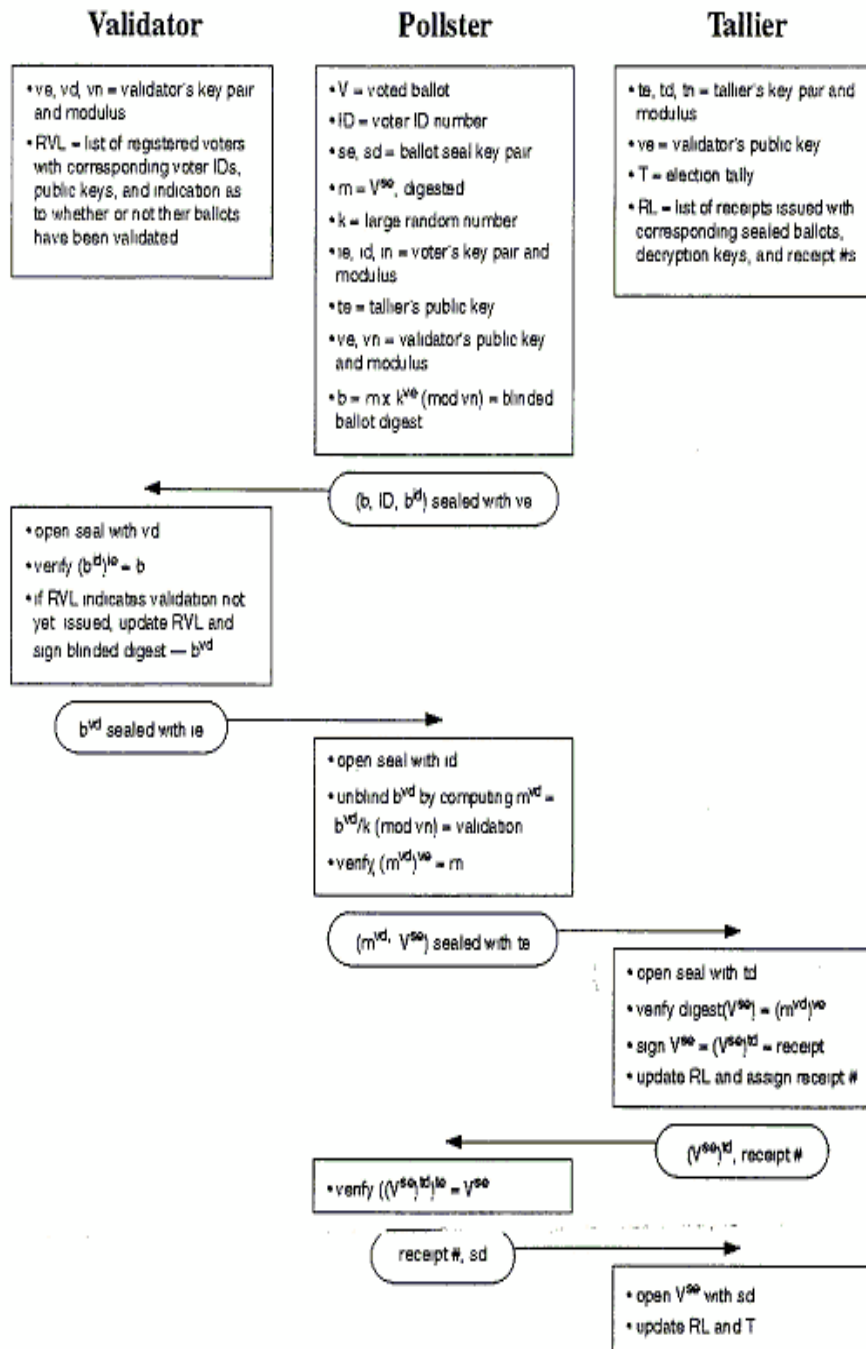 Validator
Pollster
Tallier
• ve, vd, vn = validator's key pair
and modulus
• RVL = list of registered voters
with corresponding voter IDs,
public keys, and indication as
to whether or not their ballots
have been validated
• V = voted ballot
• ID = voter ID number
• se, sd = ballot seal key pair
• m = V^se, digested
• k = large random number
• ie, id, in = voter's key pair and
modulus
• te = tallier's public key
• ve, vn = validator's public key
and modulus
• b = m x k^ve (mod vn) = blinded
ballot digest
• te, td, tn = tallier's key pair and
modulus
• ve = validator's public key
• T = election tally
• RL = list of receipts issued with
corresponding sealed ballots,
decryption keys, and receipt #s
(b, ID, b^id) sealed with ve
• open seal with vd
• verify (b^id)^ie = b
• if RVL indicates validation not
yet issued, update RVL and
sign blinded digest — b^vd
b^vd sealed with ie
• open seal with id
• unblind b^vd by computing m^vd =
b^vd/k (mod vn) = validation
• verify (m^vd)^ve = m
(m^vd, V^se) sealed with te
• open seal with td
• verify digest(V^se) = (m^vd)^ve
• sign V^se = (V^se)^td = receipt
• update RL and assign receipt #
(V^se)^td, receipt #
• verify ((V^se)^td)^te = V^se
receipt #, sd
• open V^se with sd
• update RL and T